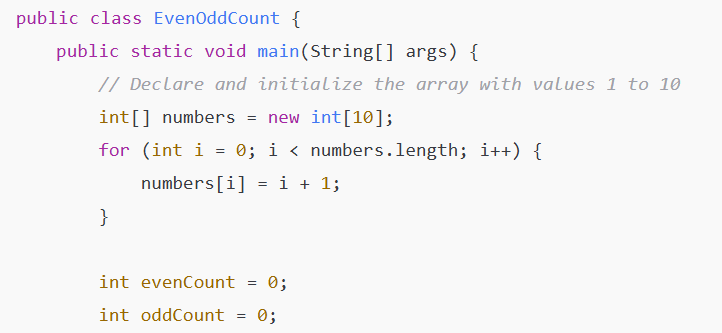 public class EvenOddCount {
    public static void main(String[] args) {
        // Declare and initialize the array with values 1 to 10
        int[] numbers = new int[10];
        for (int i = 0; i < numbers.length; i++) {
            numbers[i] = i + 1;
        }

        int evenCount = 0;
        int oddCount = 0;